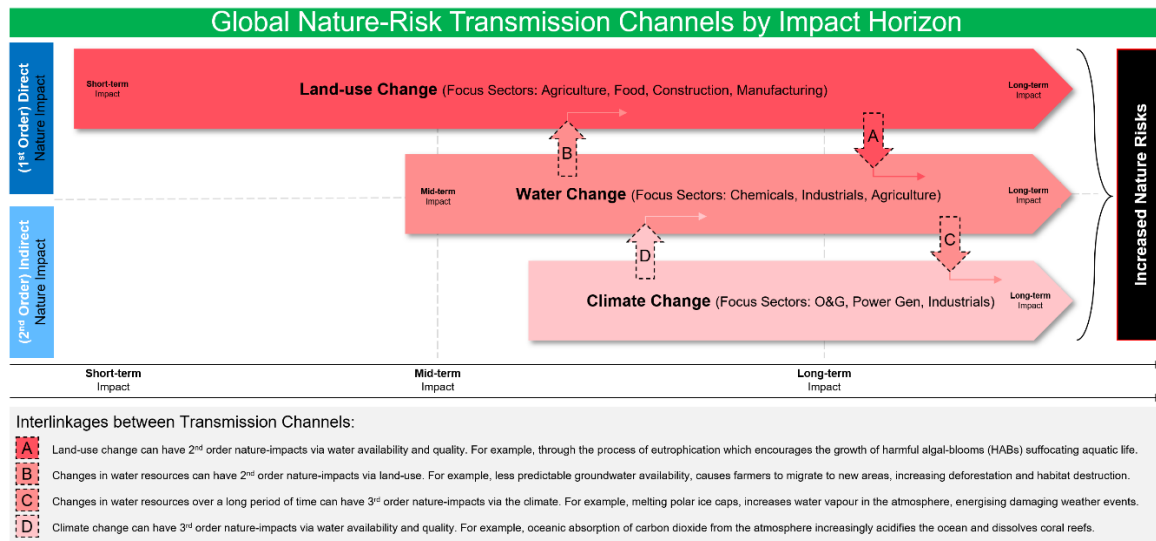 Global Nature-Risk Transmission Channels by Impact Horizon
(1st Order) Direct
Nature Impact
Short-term
Impact
Land-use Change (Focus Sectors: Agriculture, Food, Construction, Manufacturing)
Long-term
Impact
B
A
Mid-term
Impact
Water Change (Focus Sectors: Chemicals, Industrials, Agriculture)
Long-term
Impact
(2nd Order) Indirect
Nature Impact
D
C
Climate Change (Focus Sectors: O&G, Power Gen, Industrials)
Long-term
Impact
Increased Nature Risks
Short-term
Impact
Mid-term
Impact
Long-term
Impact
Interlinkages between Transmission Channels:
A Land-use change can have 2nd order nature-impacts via water availability and quality. For example, through the process of eutrophication which encourages the growth of harmful algal-blooms (HABs) suffocating aquatic life.
B Changes in water resources can have 2nd order nature-impacts via land-use. For example, less predictable groundwater availability, causes farmers to migrate to new areas, increasing deforestation and habitat destruction.
C Changes in water resources over a long period of time can have 3rd order nature-impacts via the climate. For example, melting polar ice caps, increases water vapour in the atmosphere, energising damaging weather events.
D Climate change can have 3rd order nature-impacts via water availability and quality. For example, oceanic absorption of carbon dioxide from the atmosphere increasingly acidifies the ocean and dissolves coral reefs.